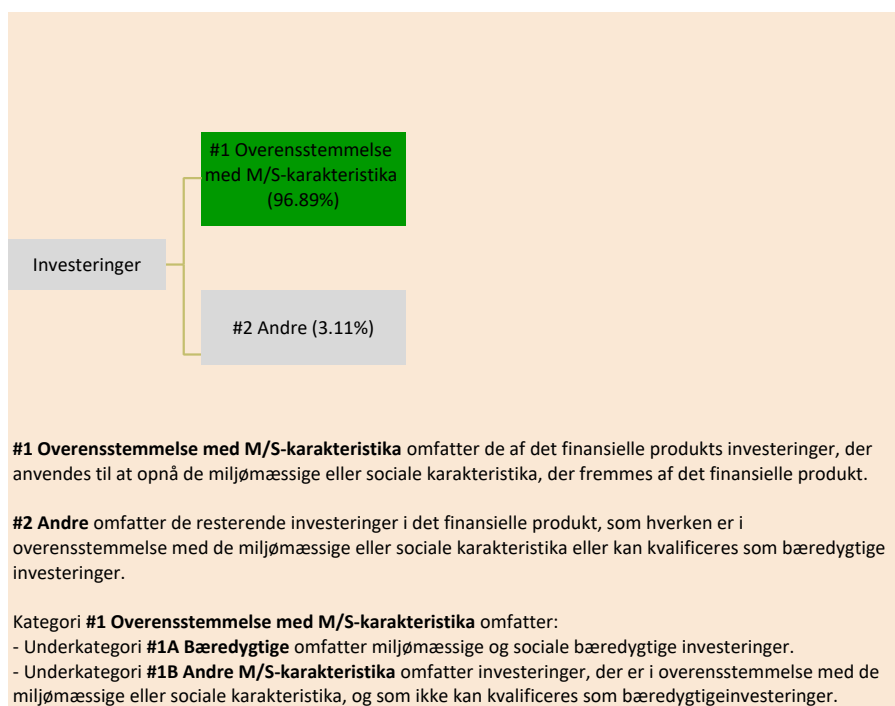 #1 Overensstemmelse
med M/S-karakteristika
(96.89%)
Investeringer
#2 Andre (3.11%)
#1 Overensstemmelse med M/S-karakteristika omfatter de af det finansielle produkts investeringer, der
anvendes til at opnå de miljømæssige eller sociale karakteristika, der fremmes af det finansielle produkt.
#2 Andre omfatter de resterende investeringer i det finansielle produkt, som hverken er i
overensstemmelse med de miljømæssige eller sociale karakteristika eller kan kvalificeres som bæredygtige
investeringer.
Kategori #1 Overensstemmelse med M/S-karakteristika omfatter:
- Underkategori #1A Bæredygtige omfatter miljømæssige og sociale bæredygtige investeringer.
- Underkategori #1B Andre M/S-karakteristika omfatter investeringer, der er i overensstemmelse med de
miljømæssige eller sociale karakteristika, og som ikke kan kvalificeres som bæredygtigeinvesteringer.